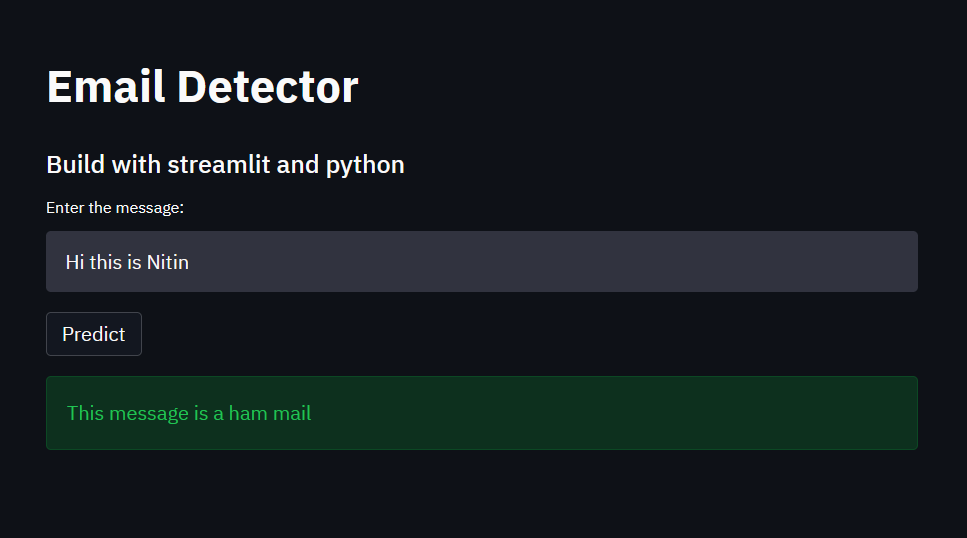 Email Detector
Build with streamlit and python
Enter the message:
Hi this is Nitin
Predict
This message is a ham mail